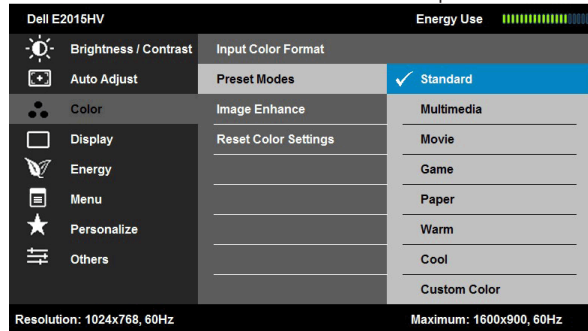 Dell E2015HV Energy Use
Brightness / Contrast Input Color Format
Auto Adjust Preset Modes Standard
Color Image Enhance Multimedia
Display Reset Color Settings Movie
Energy Game
Menu Paper
Personalize Warm
Others Cool
Custom Color
Resolution: 1024x768, 60Hz Maximum: 1600x900, 60Hz